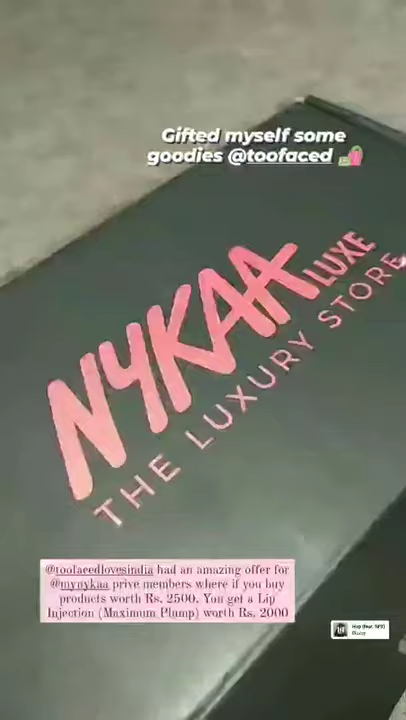 Gifted myself some
goodies @toofaced
NYKAA LUXE
THE LUXURY STORE
@toofacedlovesindia had an amazing offer for
@mynykaa prive members where if you buy
products worth Rs. 2500. You get a Lip
Injection (Maximum Plump) worth Rs. 2000